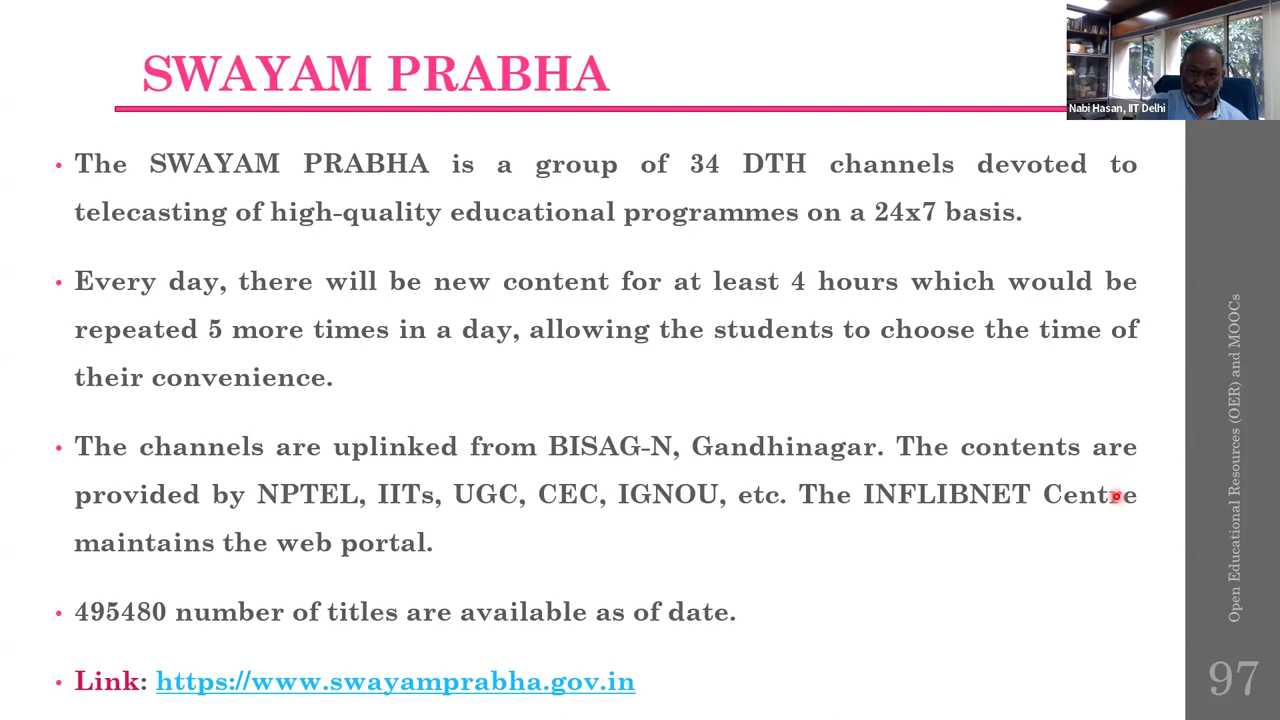 SWAYAM PRABHA
Nabi Hasan, IIT Delhi
• The SWAYAM PRABHA is a group of 34 DTH channels devoted to
telecasting of high-quality educational programmes on a 24x7 basis.
• Every day, there will be new content for at least 4 hours which would be
repeated 5 more times in a day, allowing the students to choose the time of
their convenience.
• The channels are uplinked from BISAG-N, Gandhinagar. The contents are
provided by NPTEL, IITs, UGC, CEC, IGNOU, etc. The INFLIBNET Centre
maintains the web portal.
• 495480 number of titles are available as of date.
• Link: https://www.swayamprabha.gov.in
Open Educational Resources (OER) and MOOCs
97